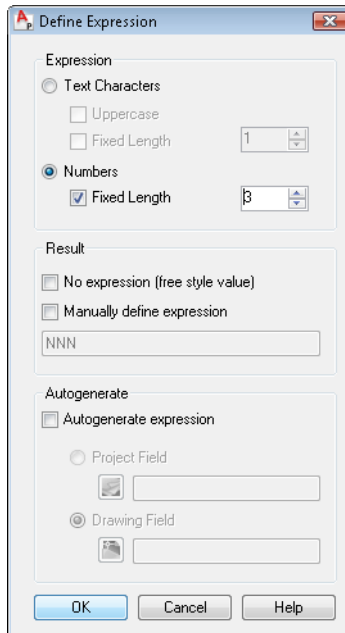 Define Expression
Expression
Text Characters
Uppercase
Fixed Length 1
Numbers
Fixed Length 3
Result
No expression (free style value)
Manually define expression
NNN
Autogenerate
Autogenerate expression
Project Field
Drawing Field
OK Cancel Help